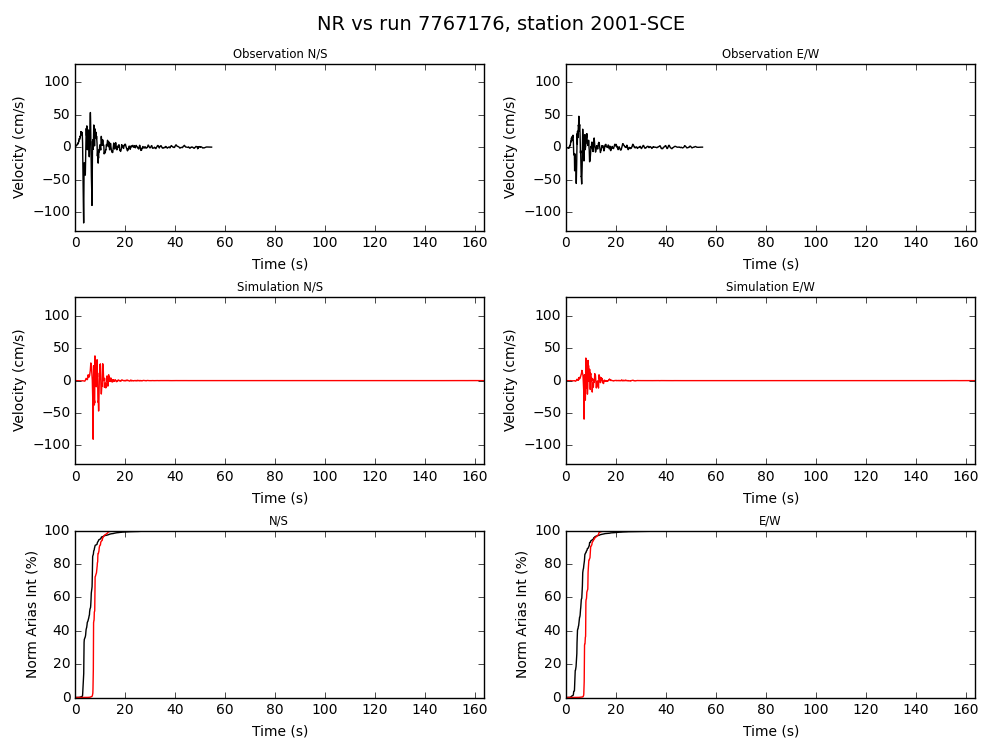 NR vs run 7767176, station 2001-SCE
Observation N/S
Observation E/W
Velocity (cm/s)
100
50
0
−50
−100
0 20 40 60 80 100 120 140 160
Time (s)
Velocity (cm/s)
100
50
0
−50
−100
0 20 40 60 80 100 120 140 160
Time (s)
Simulation N/S
Simulation E/W
Velocity (cm/s)
100
50
0
−50
−100
0 20 40 60 80 100 120 140 160
Time (s)
Velocity (cm/s)
100
50
0
−50
−100
0 20 40 60 80 100 120 140 160
Time (s)
N/S
E/W
Norm Arias Int (%)
100
80
60
40
20
0
0 20 40 60 80 100 120 140 160
Time (s)
Norm Arias Int (%)
100
80
60
40
20
0
0 20 40 60 80 100 120 140 160
Time (s)